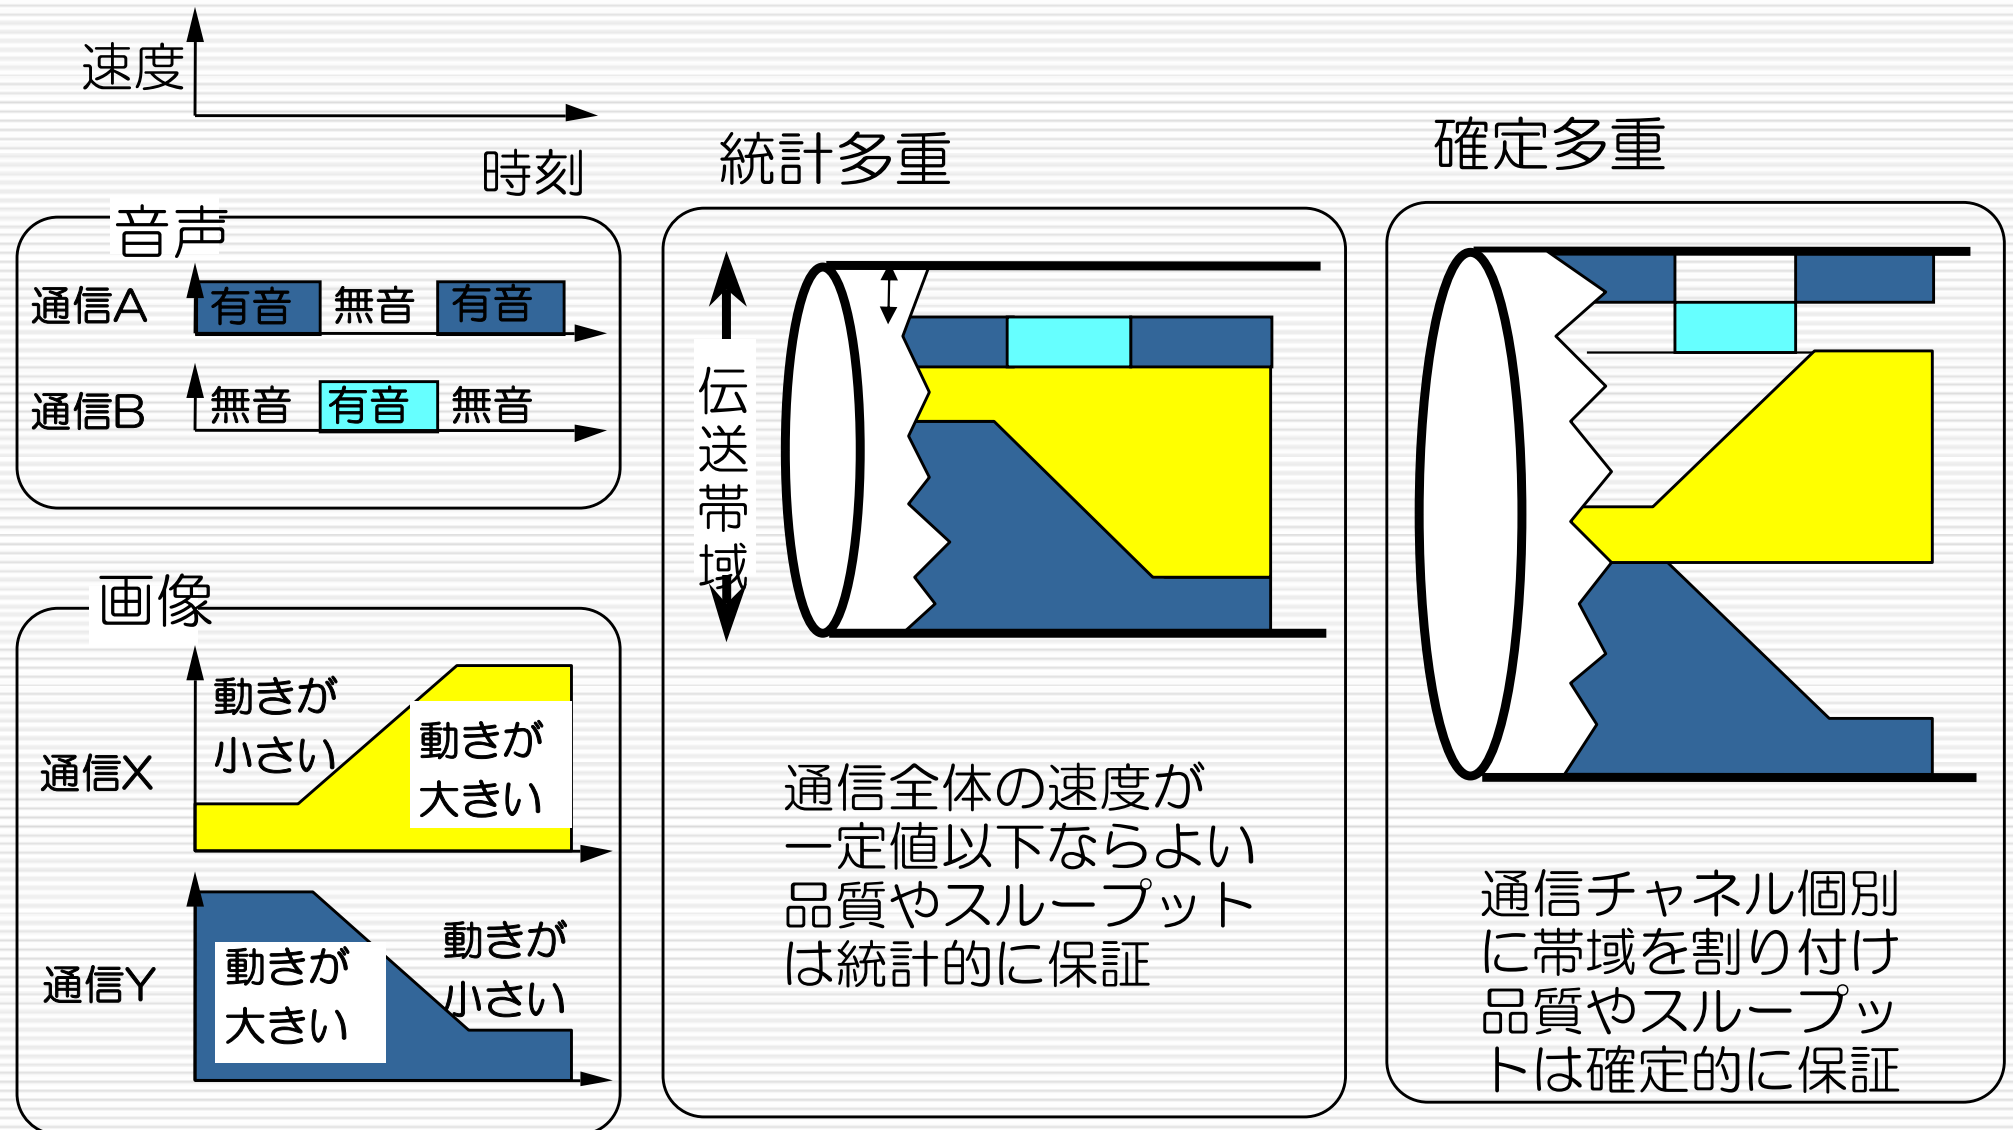 速度
時刻
音声
通信A
有音
無音
有音
通信B
無音
有音
無音
画像
通信X
動きが
小さい
動きが
大きい
通信Y
動きが
大きい
動きが
小さい
統計多重
伝送帯域
通信全体の速度が
一定値以下ならよい
品質やスループット
は統計的に保証
確定多重
通信チャネル個別
に帯域を割り付け
品質やスループッ
トは確定的に保証